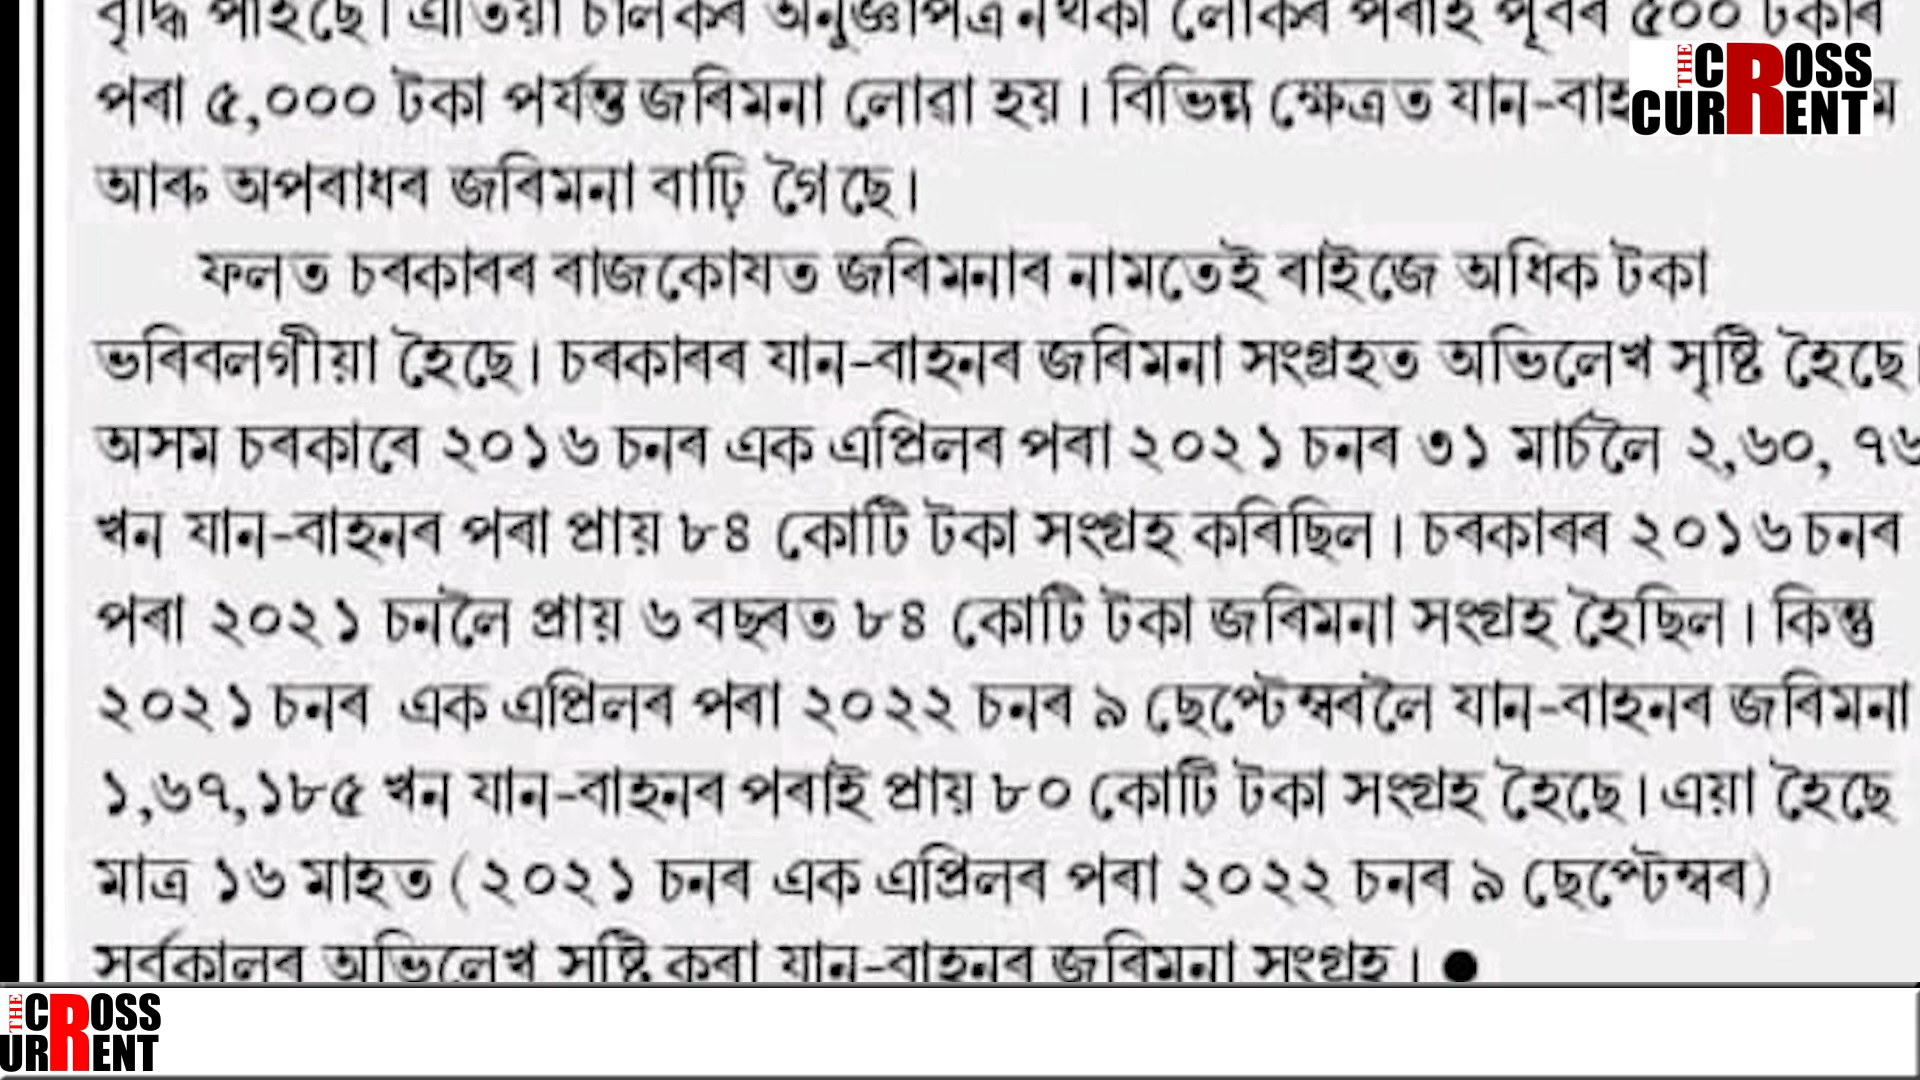 বৃদ্ধি পাইছে। এতিয়া চালকৰ অনুজ্ঞাপত্ৰ নথকা লোকৰ পৰাই পূৰ্বৰ ৫০০ টকাৰ
পৰা ৫,০০০ টকা পৰ্যন্ত জৰিমনা লোৱা হয়। বিভিন্ন ক্ষেত্ৰত
আৰু অপৰাধৰ জৰিমনা বাঢ়ি গৈছে।
ফলত চৰকাৰৰ ৰাজকোষত জৰিমনাৰ নামতেই ৰাইজে অধিক টকা
ভৰিবলগীয়া হৈছে। চৰকাৰৰ যান-বাহনৰ জৰিমনা সংগ্ৰহত অভিলেখ সৃষ্টি হৈছে।
অসম চৰকাৰে ২০১৬ চনৰ এক এপ্ৰিলৰ পৰা ২০২১ চনৰ ৩১ মাৰ্চলৈ ২,৬০, ৭৬
খন যান-বাহনৰ পৰা প্ৰায় ৮৪ কোটি টকা সংগ্ৰহ কৰিছিল। চৰকাৰৰ ২০১৬ চনৰ
পৰা ২০২১ চনলৈ প্ৰায় ৬ বছৰত ৮৪ কোটি টকা জৰিমনা সংগ্ৰহ হৈছিল। কিন্তু
২০২১ চনৰ এক এপ্ৰিলৰ পৰা ২০২২ চনৰ ৯ ছেপ্টেম্বৰলৈ যান-বাহনৰ জৰিমনা
১,৬৭,১৮৫ খন যান-বাহনৰ পৰাই প্ৰায় ৮০ কোটি টকা সংগ্ৰহ হৈছে। এয়া হৈছে
মাত্ৰ ১৬ মাহত (২০২১ চনৰ এক এপ্ৰিলৰ পৰা ২০২২ চনৰ ৯ ছেপ্টেম্বৰ)
সৰ্বকালৰ অভিলেখ সৃষ্টি কৰা যান-বাহনৰ জৰিমনা সংগ্ৰহ। ●
THE CROSS
CURRENT
THE CROSS
URRENT